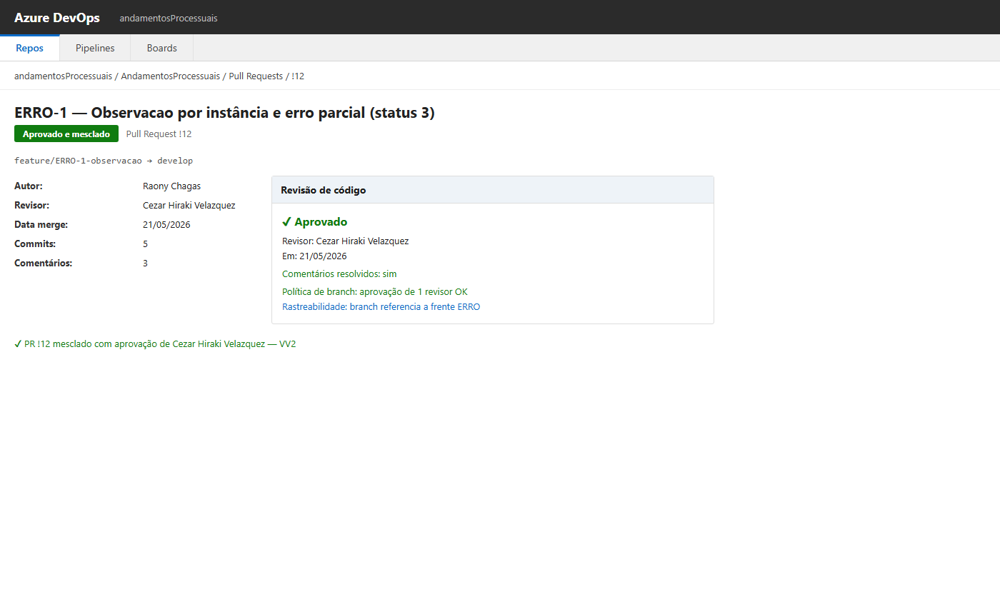 Azure DevOps andamentosProcessuais
Repos Pipelines Boards
andamentosProcessuais / AndamentosProcessuais / Pull Requests / !12
ERRO-1 — Observacao por instância e erro parcial (status 3)
Aprovado e mesclado Pull Request !12
feature/ERRO-1-observacao → develop
Autor: Raony Chagas
Revisor: Cezar Hiraki Velazquez
Data merge: 21/05/2026
Commits: 5
Comentários: 3
Revisão de código
✓ Aprovado
Revisor: Cezar Hiraki Velazquez
Em: 21/05/2026
Comentários resolvidos: sim
Política de branch: aprovação de 1 revisor OK
Rastreabilidade: branch referencia a frente ERRO
✓ PR !12 mesclado com aprovação de Cezar Hiraki Velazquez — VV2